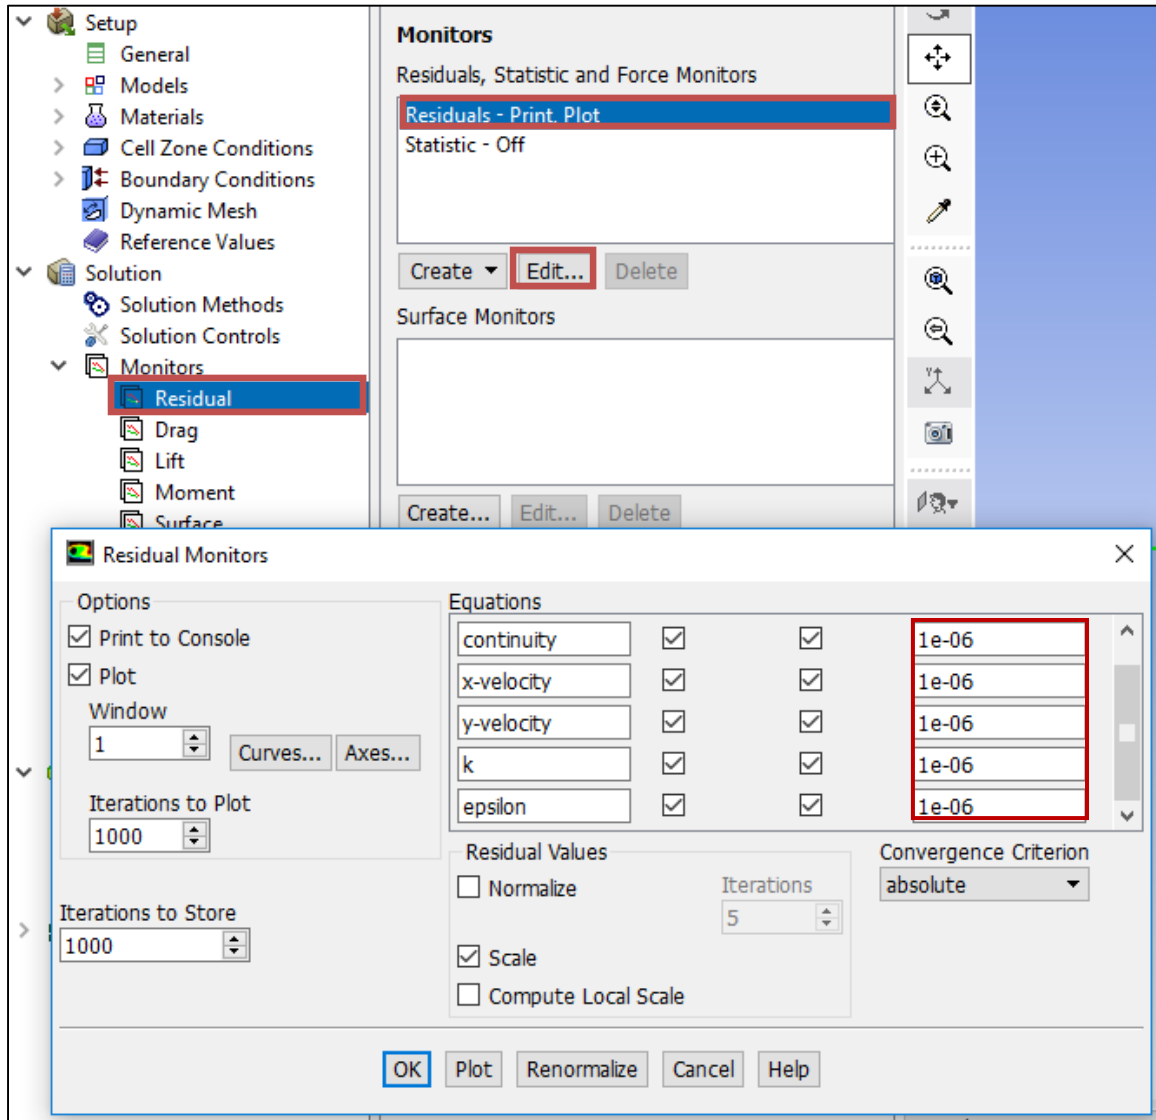 Setup
General
Models
Materials
Cell Zone Conditions
Boundary Conditions
Dynamic Mesh
Reference Values
Solution
Solution Methods
Solution Controls
Monitors
Residual
Drag
Lift
Moment
Surface
Monitors
Residuals, Statistic and Force Monitors
Residuals - Print, Plot
Statistic - Off
Create Edit... Delete
Surface Monitors
Create... Edit... Delete
Residual Monitors
Options
Print to Console
Plot
Window
1
Curves... Axes...
Iterations to Plot
1000
Iterations to Store
1000
Equations
continuity 1e-06
x-velocity 1e-06
y-velocity 1e-06
k 1e-06
epsilon 1e-06
Residual Values
Normalize
Iterations
5
Scale
Compute Local Scale
Convergence Criterion
absolute
OK Plot Renormalize Cancel Help